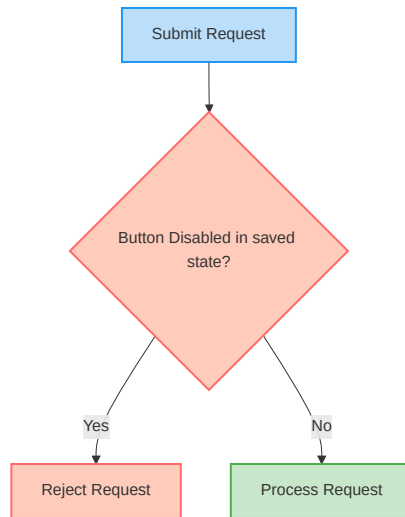 Submit Request
Button Disabled in saved
state?
Yes
No
Reject Request
Process Request